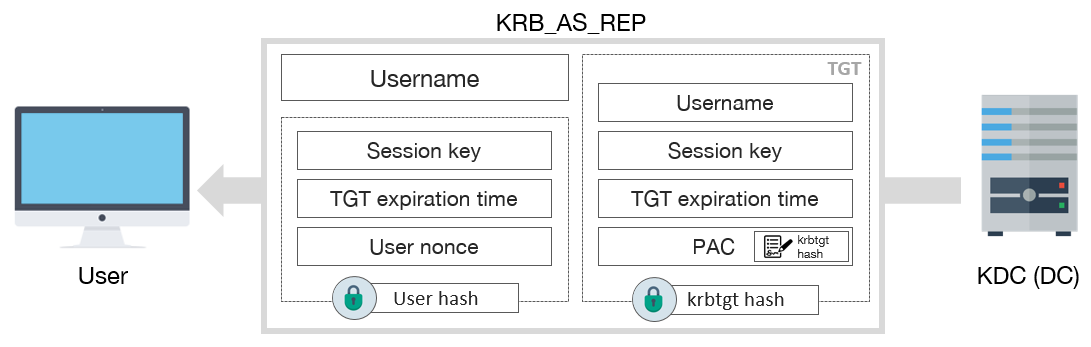 KRB_AS_REP
Username
Session key
TGT expiration time
User nonce
User hash
TGT
Username
Session key
TGT expiration time
PAC
krbtgt
hash
krbtgt hash
User
KDC (DC)